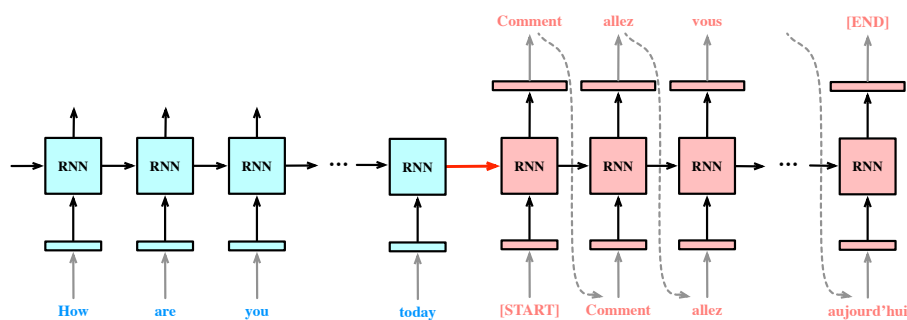 Comment allez vous [END]
RNN RNN RNN ... RNN RNN RNN RNN ... RNN
How are you today [START] Comment allez aujourd'hui